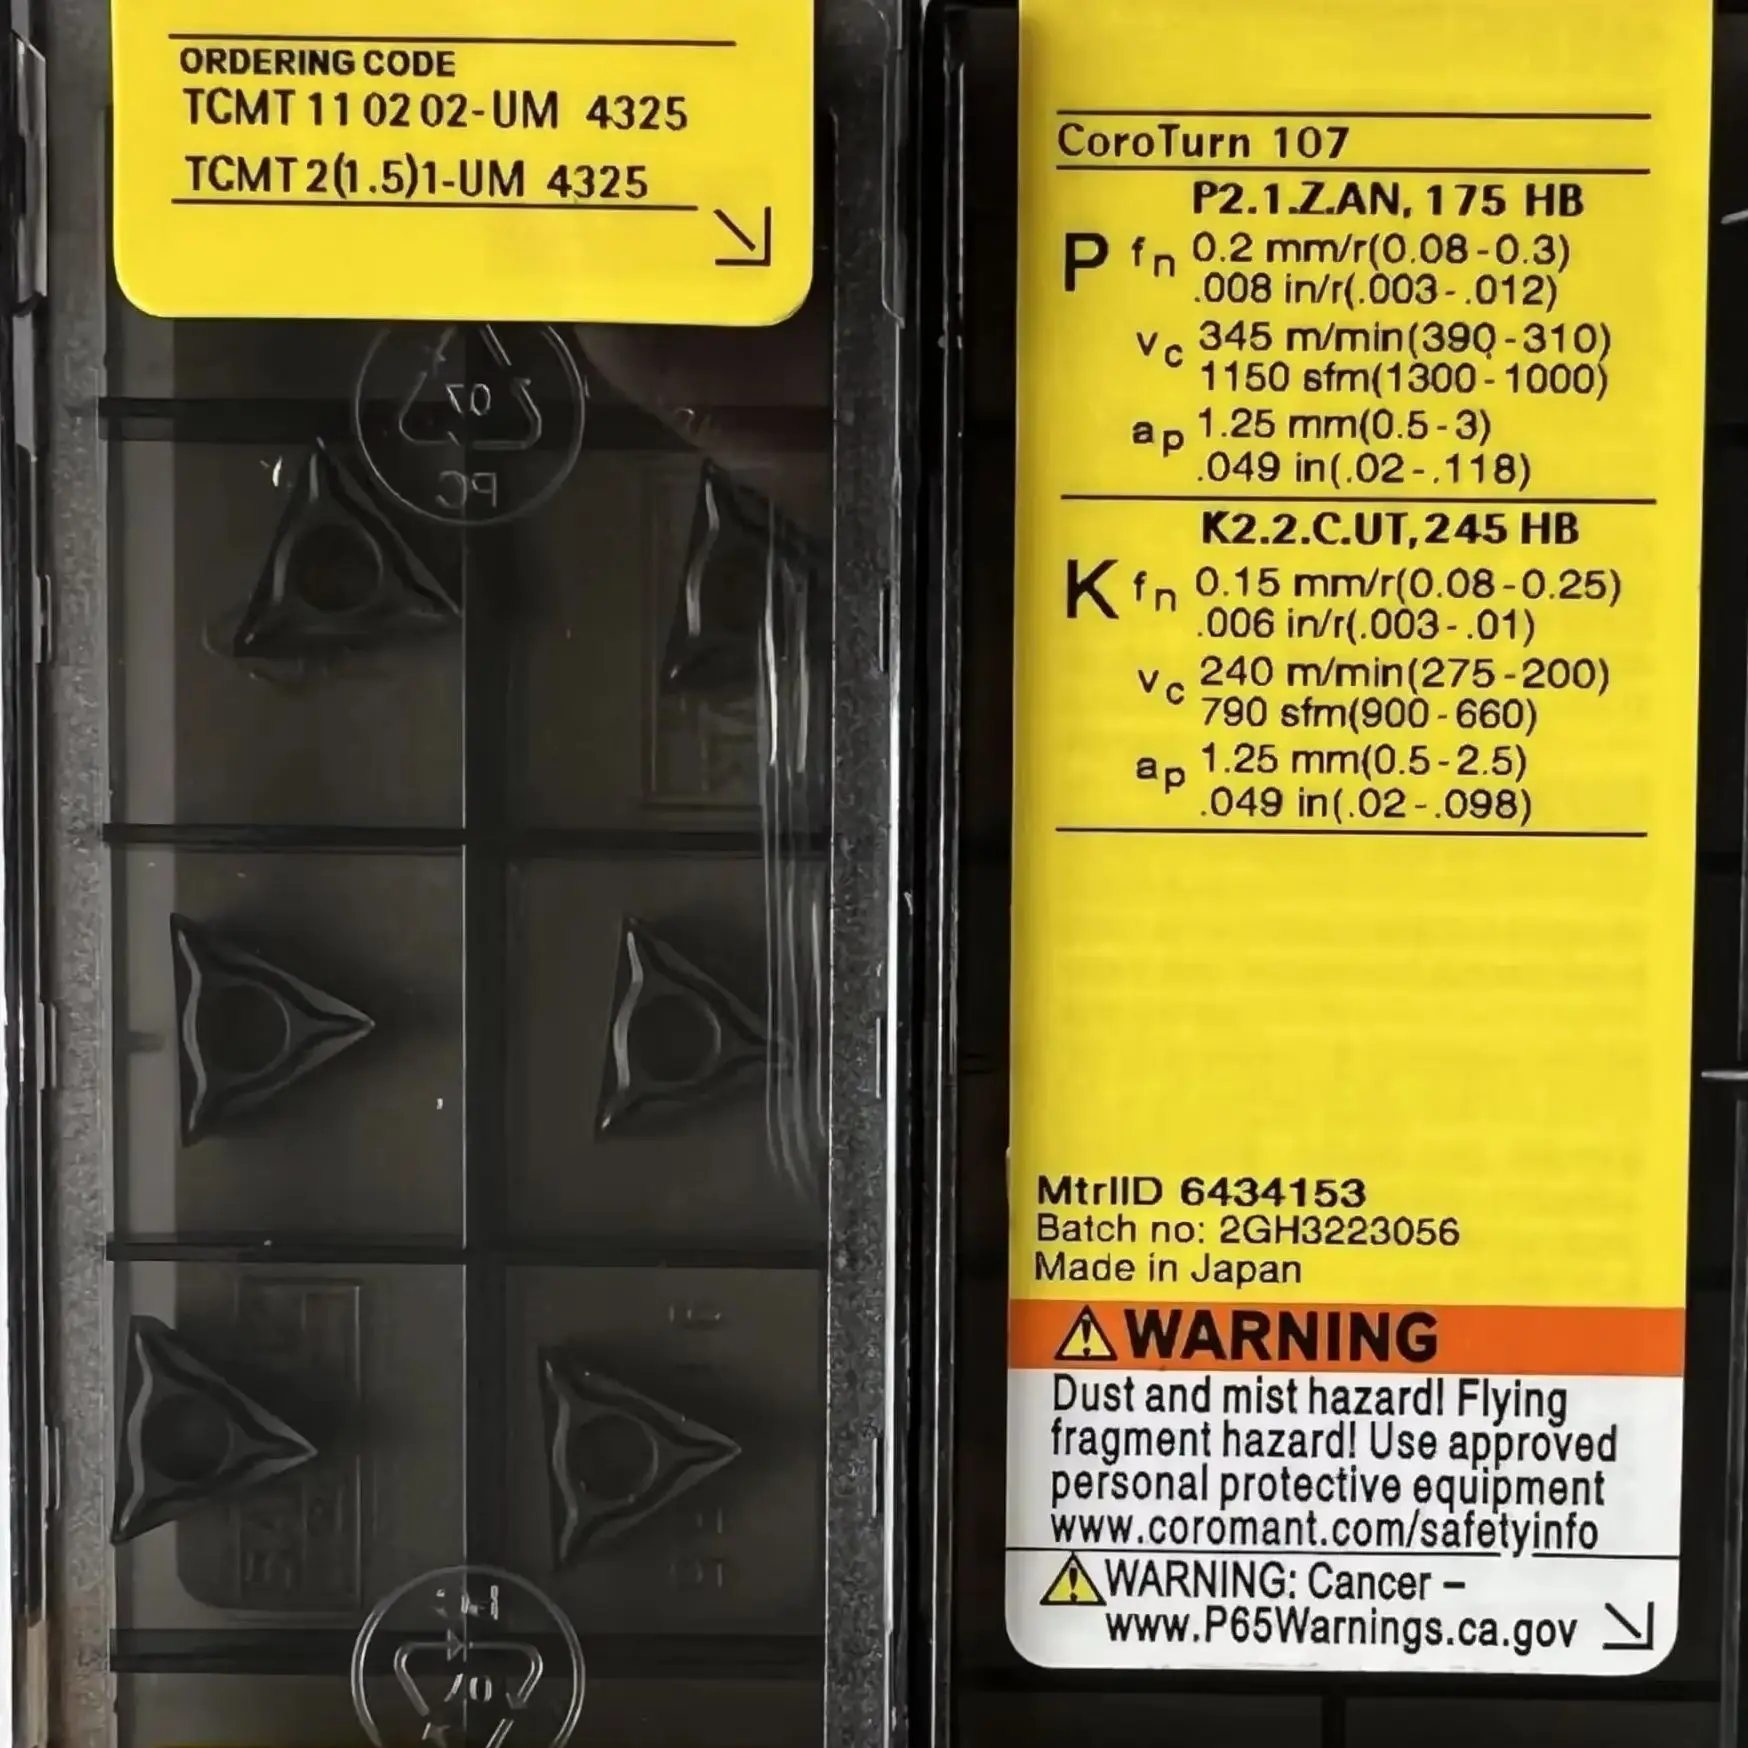 ORDERING CODE
TCMT 11 02 02-UM 4325
TCMT 2(1.5)1-UM 4325
07
PC
CoroTurn 107
P2.1.Z.AN, 175 HB
P fn 0.2 mm/r(0.08-0.3)
.008 in/r(.003-.012)
vc 345 m/min(390-310)
1150 sfm(1300-1000)
ap 1.25 mm(0.5-3)
.049 in(.02-.118)
K2.2.C.UT, 245 HB
K fn 0.15 mm/r(0.08-0.25)
.006 in/r(.003-.01)
vc 240 m/min(275-200)
790 sfm(900-660)
ap 1.25 mm(0.5-2.5)
.049 in(.02-.098)
MtrlID 6434153
Batch no: 2GH3223056
Made in Japan
WARNING
Dust and mist hazard! Flying
fragment hazard! Use approved
personal protective equipment
www.coromant.com/safetyinfo
WARNING: Cancer –
www.P65Warnings.ca.gov